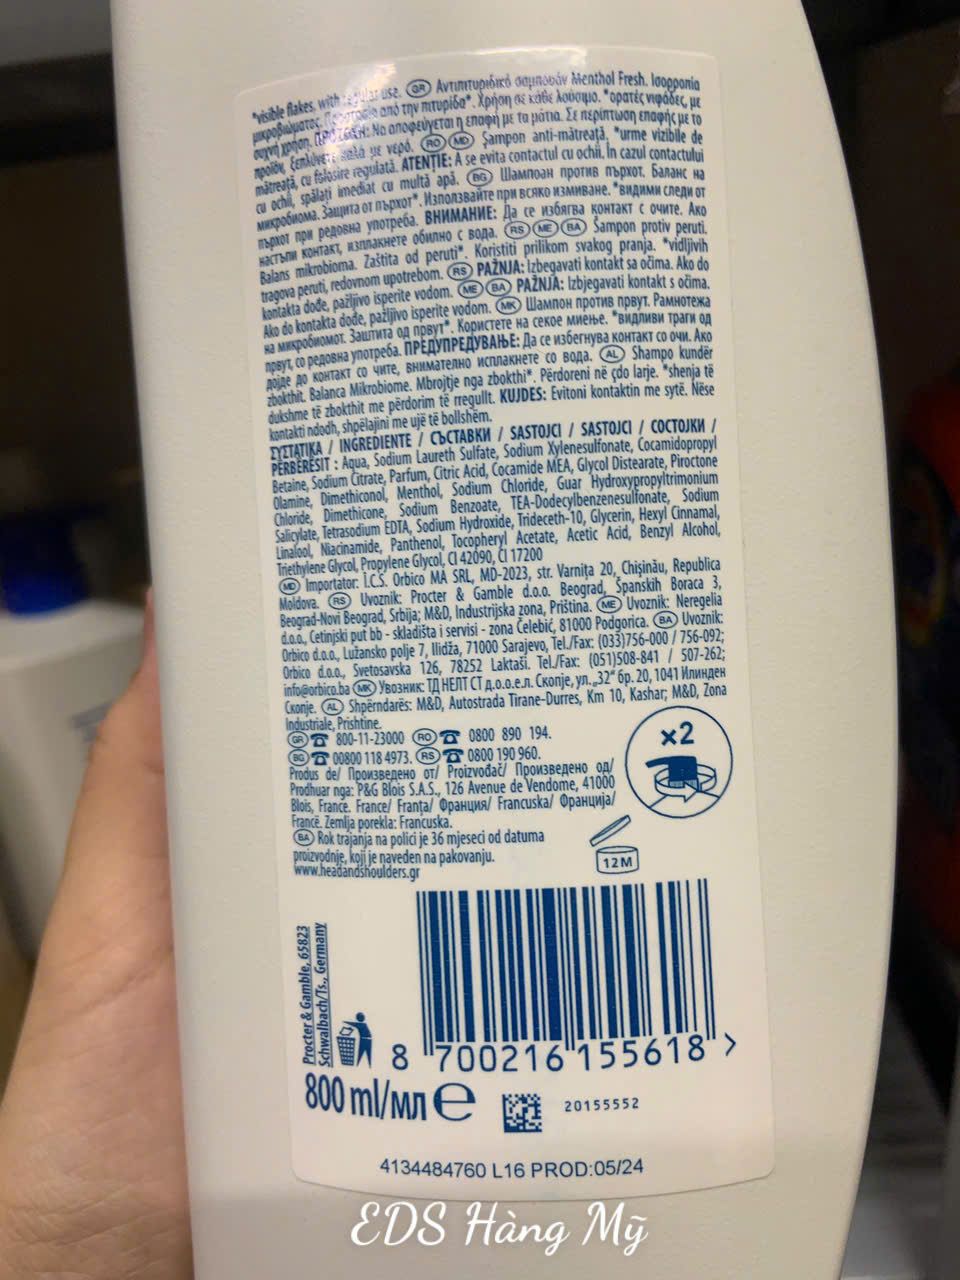 *visible flakes, with regular use. GR Αντιπιτυριδικό σαμπουάν Menthol Fresh. Ισορροπία
μικροβιώματος. Προστασία από την πιτυρίδα*. Χρήση σε κάθε λούσιμο. *ορατές νιφάδες, με
συχνή χρήση. ΠΡΟΣΟΧΗ: Να αποφεύγεται η επαφή με τα μάτια. Σε περίπτωση επαφής με το
προϊόν, ξεπλύνετε καλά με νερό. RO MD Șampon anti-mătreață. *urme vizibile de
mătreață, cu folosire regulată. ATENȚIE: A se evita contactul cu ochii. În cazul contactului
cu ochii, spălați imediat cu multă apă. BG Шампоан против пърхот. Баланс на
микробиома. Защита от пърхот*. Използвайте при всяко измиване. *видими следи от
пърхот при редовна употреба. ВНИМАНИЕ: Да се избягва контакт с очите. Ако
настъпи контакт, изплакнете обилно с вода. RS ME BA Šampon protiv peruti.
Balans mikrobioma. Zaštita od peruti*. Koristiti prilikom svakog pranja. *vidljivih
tragova peruti, redovnom upotrebom. RS PAŽNJA: Izbegavati kontakt sa očima. Ako do
kontakta dođe, pažljivo isperite vodom. ME BA PAŽNJA: Izbjegavati kontakt s očima.
Ako do kontakta dođe, pažljivo isperite vodom. MK Шампон против првут. Рамнотежа
на микробиомот. Заштита од првут*. Користете на секое миење. *видливи траги од
првут, со редовна употреба. ПРЕДУПРЕДУВАЊЕ: Да се избегнува контакт со очи. Ако
дојде до контакт со очите, внимателно исплакнете со вода. AL Shampo kundër
zbokthit. Balanca Mikrobiome. Mbrojtje nga zbokthi*. Përdoreni në çdo larje. *shenja të
dukshme të zbokthit me përdorim të rregullt. KUJDES: Evitoni kontaktin me sytë. Nëse
kontakti ndodh, shpëlajini me ujë të bollshëm.
ΣΥΣΤΑΤΙΚΑ / INGREDIENTE / СЪСТАВКИ / SASTOJCI / SASTOJCI / СОСТОЈКИ /
PËRBËRËSIT : Aqua, Sodium Laureth Sulfate, Sodium Xylenesulfonate, Cocamidopropyl
Betaine, Sodium Citrate, Parfum, Citric Acid, Cocamide MEA, Glycol Distearate, Piroctone
Olamine, Dimethiconol, Menthol, Sodium Chloride, Guar Hydroxypropyltrimonium
Chloride, Dimethicone, Sodium Benzoate, TEA-Dodecylbenzenesulfonate, Sodium
Salicylate, Tetrasodium EDTA, Sodium Hydroxide, Trideceth-10, Glycerin, Hexyl Cinnamal,
Linalool, Niacinamide, Panthenol, Tocopheryl Acetate, Acetic Acid, Benzyl Alcohol,
Triethylene Glycol, Propylene Glycol, CI 42090, CI 17200
MD Importator: Î.C.S. Orbico MA SRL, MD-2023, str. Varnița 20, Chișinău, Republica
Moldova. RS Uvoznik: Procter & Gamble d.o.o. Beograd, Španskih Boraca 3,
Beograd-Novi Beograd, Srbija; M&D, Industrijska zona, Priština. ME Uvoznik: Neregelia
d.o.o., Cetinjski put bb - skladišta i servisi - zona Čelebić, 81000 Podgorica. BA Uvoznik:
Orbico d.o.o., Lužansko polje 7, Ilidža, 71000 Sarajevo, Tel./Fax: (033)756-000 / 756-092;
Orbico d.o.o., Svetosavska 126, 78252 Laktaši. Tel./Fax: (051)508-841 / 507-262;
info@orbico.ba MK Увозник: ТД НЕЛТ СТ д.о.о.е.л. Скопје, ул.„32“ бр. 20, 1041 Илинден
Скопје. AL Shpërndarës: M&D, Autostrada Tirane-Durres, Km 10, Kashar; M&D, Zona
Industriale, Prishtine.
GR 800-11-23000 RO 0800 890 194.
BG 00800 118 4973. RS 0800 190 960.
Produs de/ Произведено от/ Proizvođač/ Произведено од/
Prodhuar nga: P&G Blois S.A.S., 126 Avenue de Vendome, 41000
Blois, France. France/ Franța/ Франция/ Francuska/ Франција/
Francë. Zemlja porekla: Francuska.
BA Rok trajanja na polici je 36 mjeseci od datuma
proizvodnje, koji je naveden na pakovanju.
www.headandshoulders.gr
x2
12M
Procter & Gamble, 65823
Schwalbach/Ts., Germany
8 700216 155618 >
800 ml/мл e
20155552
4134484760 L16 PROD:05/24
EDS Hàng Mỹ